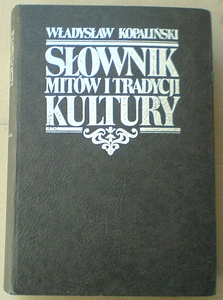 WŁADYSŁAW KOPALIŃSKI
SŁOWNIK
MITÓW I TRADYCJI
KULTURY